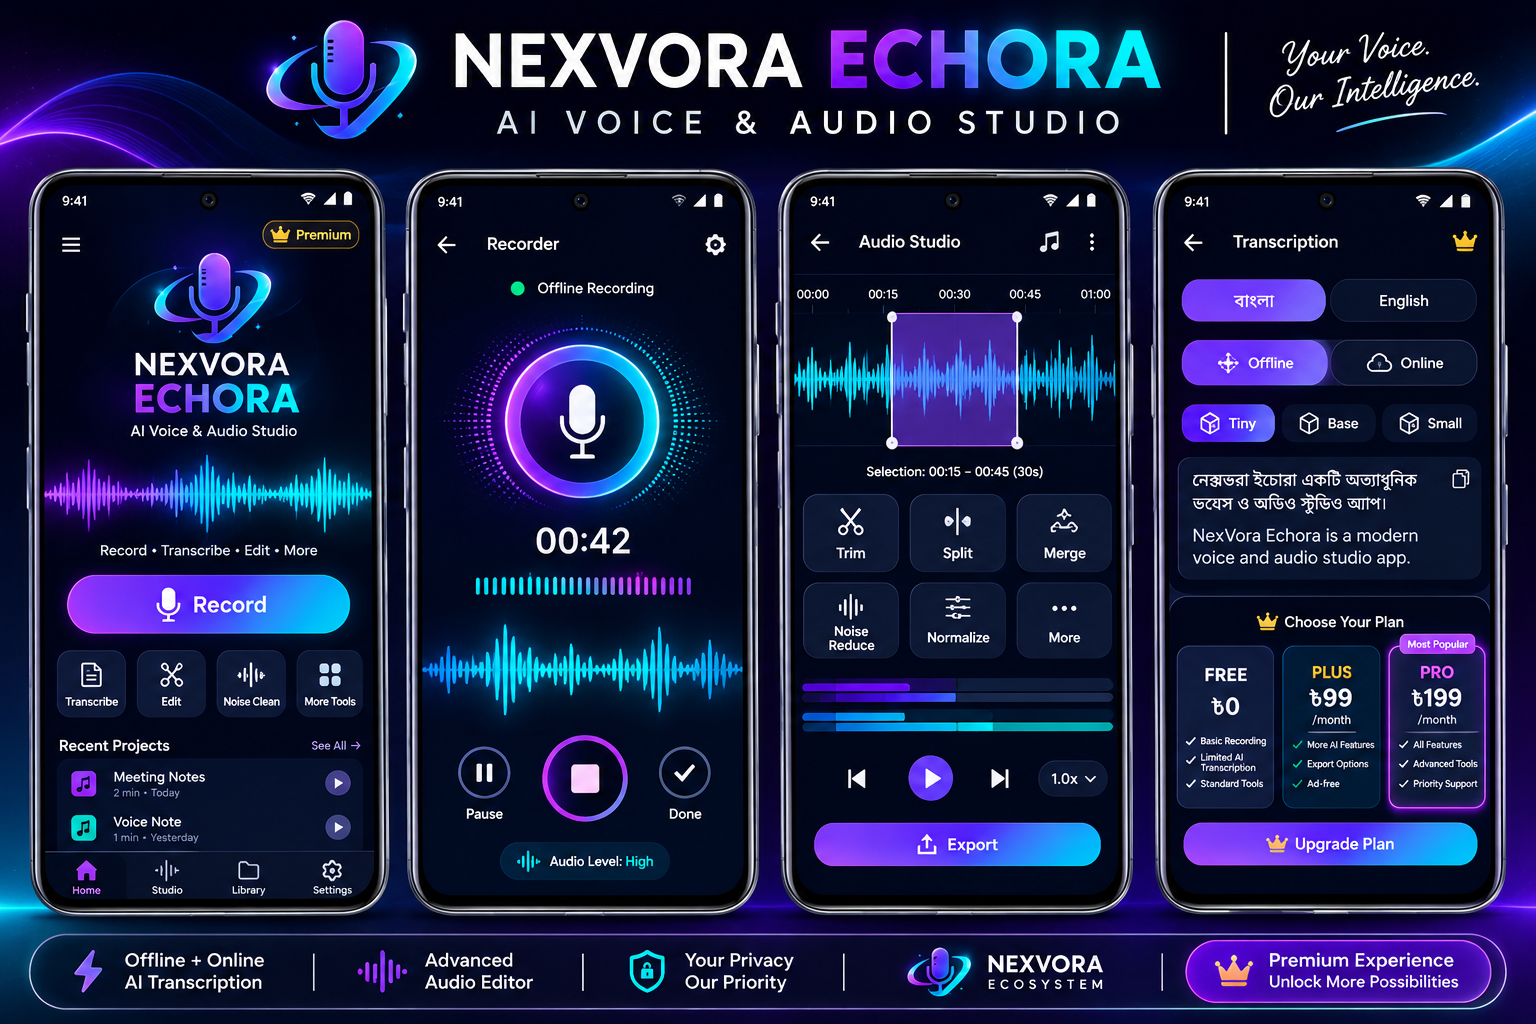 NEXVORA ECHORA
AI VOICE & AUDIO STUDIO
Your Voice.
Our Intelligence.
9:41
Premium
NEXVORA
ECHORA
AI Voice & Audio Studio
Record • Transcribe • Edit • More
Record
Transcribe
Edit
Noise Clean
More Tools
Recent Projects
See All →
Meeting Notes
2 min • Today
Voice Note
1 min • Yesterday
Home
Studio
Library
Settings
9:41
Recorder
Offline Recording
00:42
Pause
Done
Audio Level: High
9:41
Audio Studio
00:00 00:15 00:30 00:45 01:00
Selection: 00:15 – 00:45 (30s)
Trim
Split
Merge
Noise
Reduce
Normalize
More
1.0x
Export
9:41
Transcription
বাংলা
English
Offline
Online
Tiny
Base
Small
নেক্সভরা ইচোরা একটি অত্যাধুনিক
ভয়েস ও অডিও স্টুডিও অ্যাপ।
NexVora Echora is a modern
voice and audio studio app.
Choose Your Plan
FREE
৳0
Basic Recording
Limited AI
Transcription
Standard Tools
PLUS
৳99
/month
More AI Features
Export Options
Ad-free
Most Popular
PRO
৳199
/month
All Features
Advanced Tools
Priority Support
Upgrade Plan
Offline + Online
AI Transcription
Advanced
Audio Editor
Your Privacy
Our Priority
NEXVORA
ECOSYSTEM
Premium Experience
Unlock More Possibilities